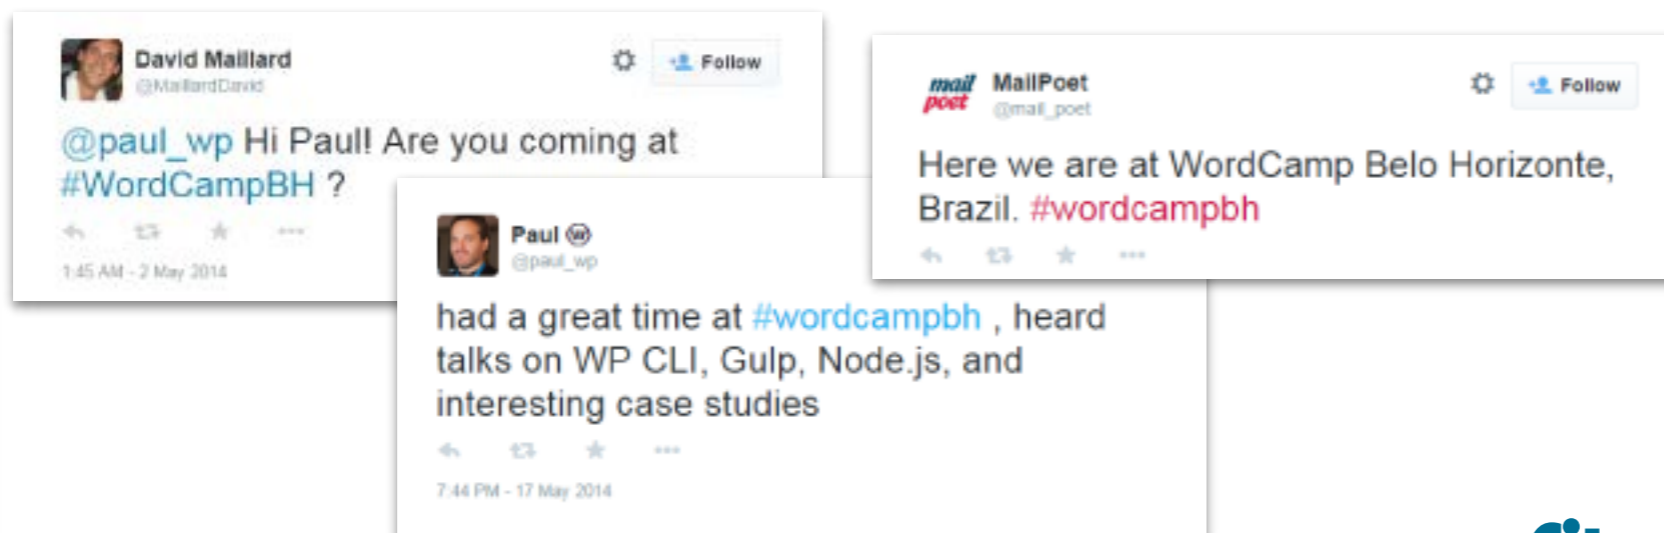 David Maillard
@MaillardDavid
Follow
@paul_wp Hi Paul! Are you coming at
#WordCampBH ?
1:45 AM - 2 May 2014
Paul
@paul_wp
had a great time at #wordcampbh , heard
talks on WP CLI, Gulp, Node.js, and
interesting case studies
7:44 PM - 17 May 2014
mail
poet
MailPoet
@mail_poet
Follow
Here we are at WordCamp Belo Horizonte,
Brazil. #wordcampbh